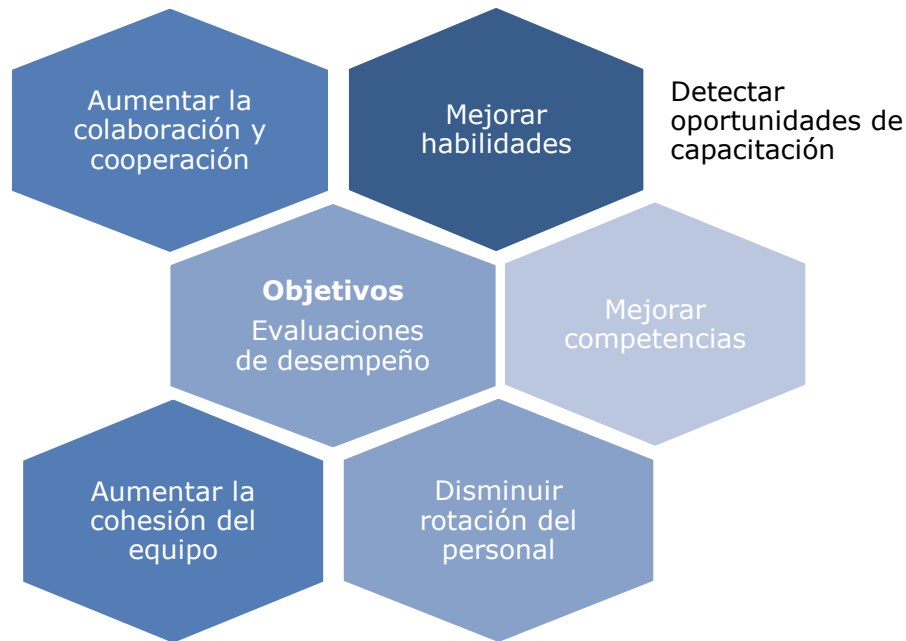 Aumentar la
colaboración y
cooperación
Mejorar
habilidades
Detectar
oportunidades de
capacitación
Objetivos
Evaluaciones
de desempeño
Mejorar
competencias
Aumentar la
cohesión del
equipo
Disminuir
rotación del
personal